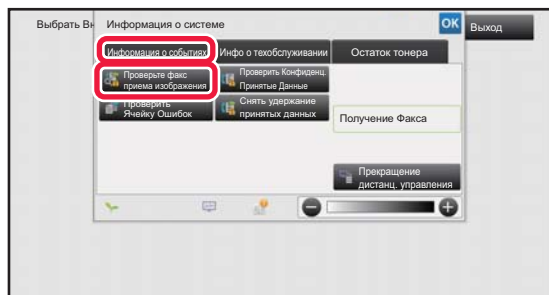 Выбрать Вн
Информация о системе
OK
Выход
Информация о событиях
Инфо о техобслуживании
Остаток тонера
Проверьте факс
приема изображения
Проверить Конфиденц.
Принятые Данные
Проверить
Ячейку Ошибок
Снять удержание
принятых данных
Получение Факса
Прекращение
дистанц. управления